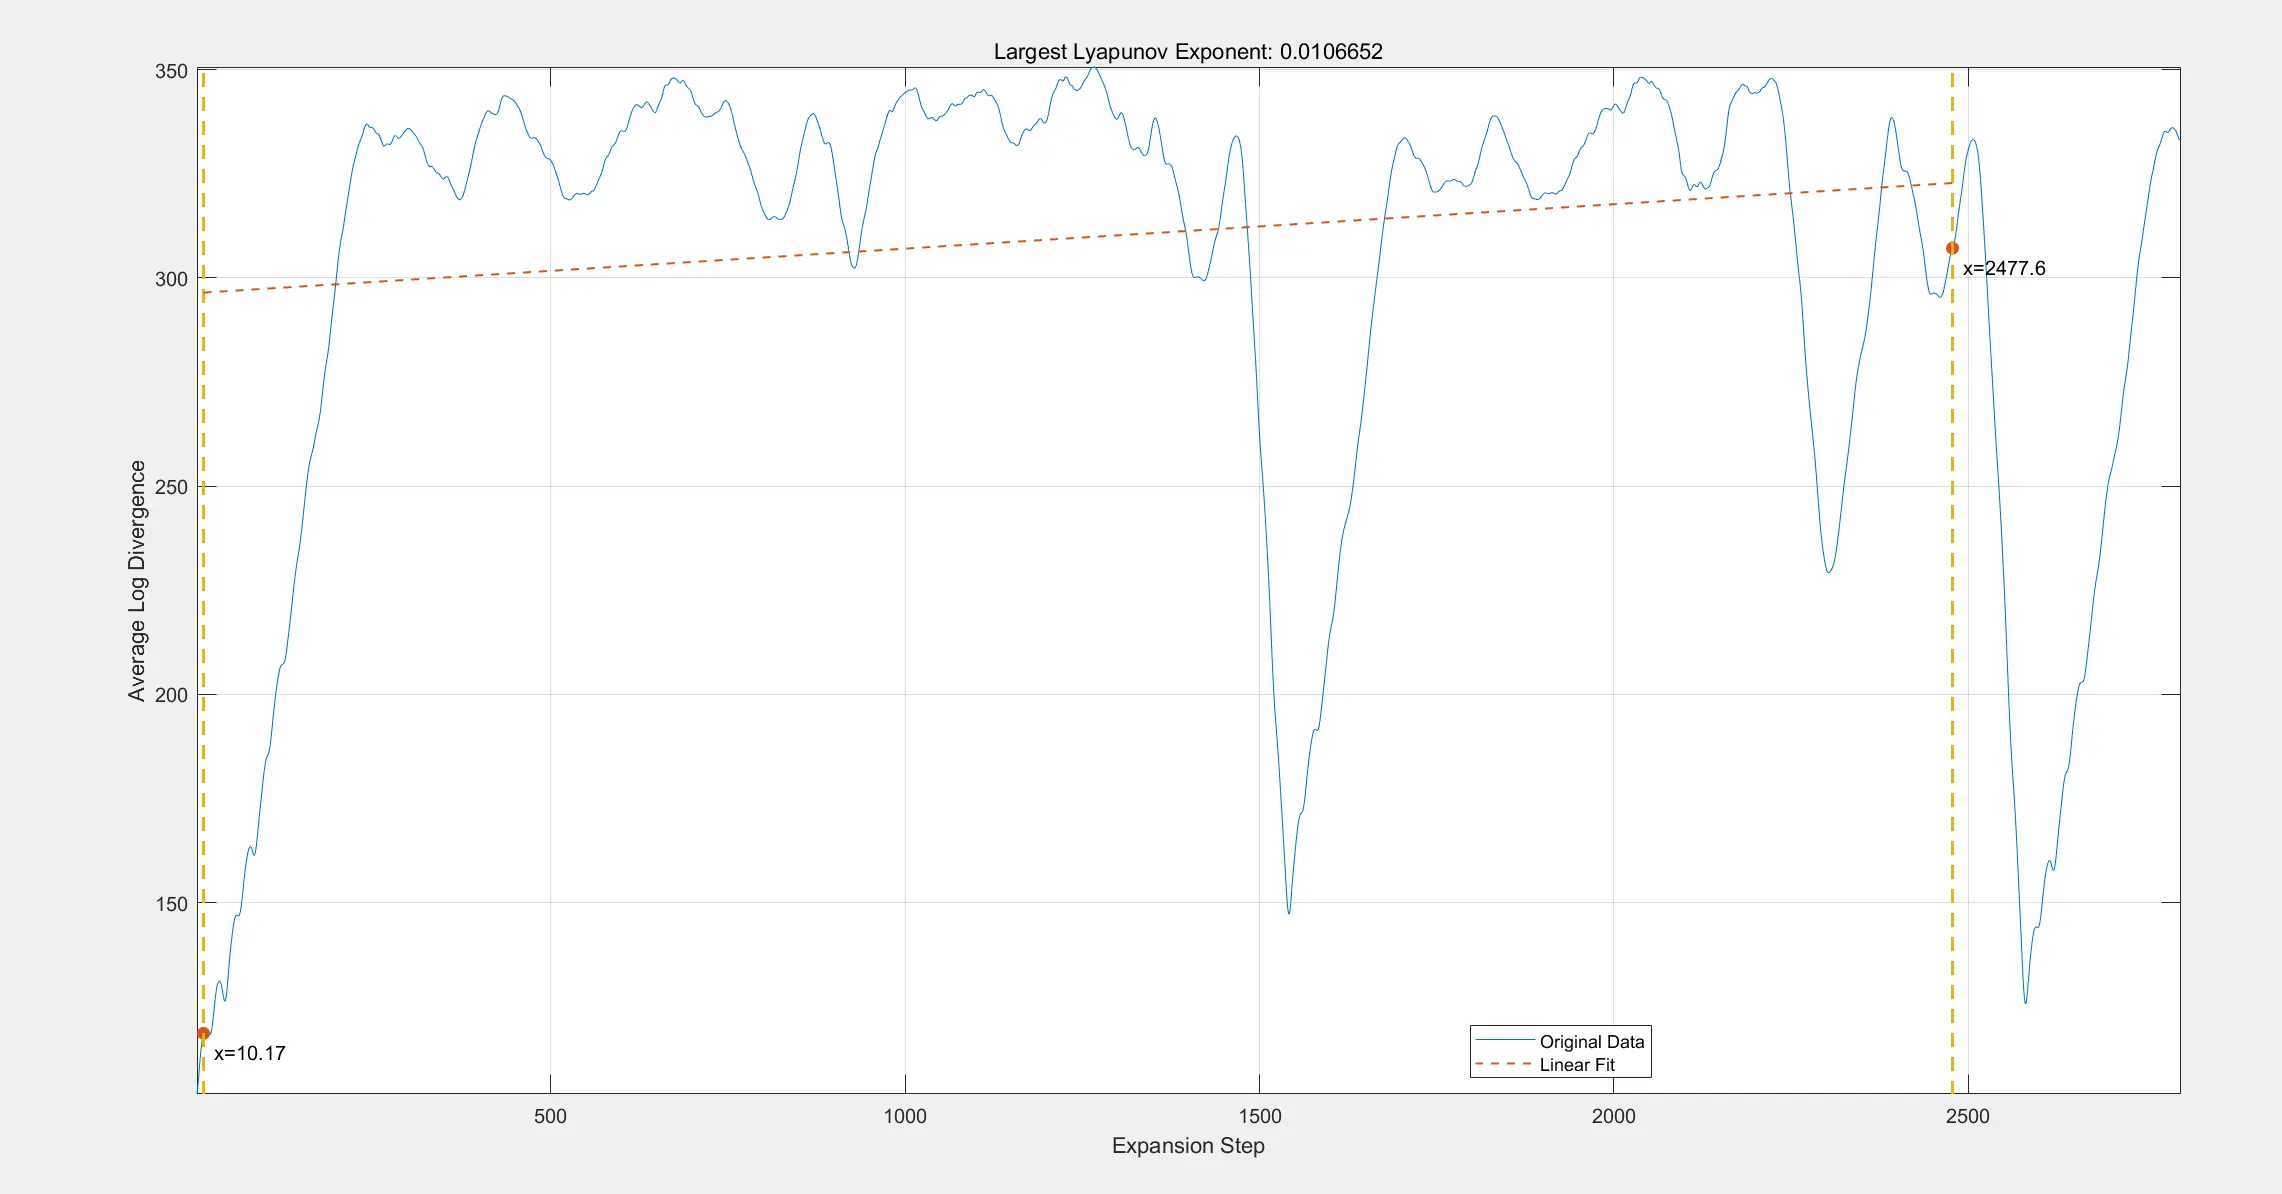 Largest Lyapunov Exponent: 0.0106652
350
300
250
200
150
Average Log Divergence
x=2477.6
x=10.17
Original Data
Linear Fit
500 1000 1500 2000 2500
Expansion Step